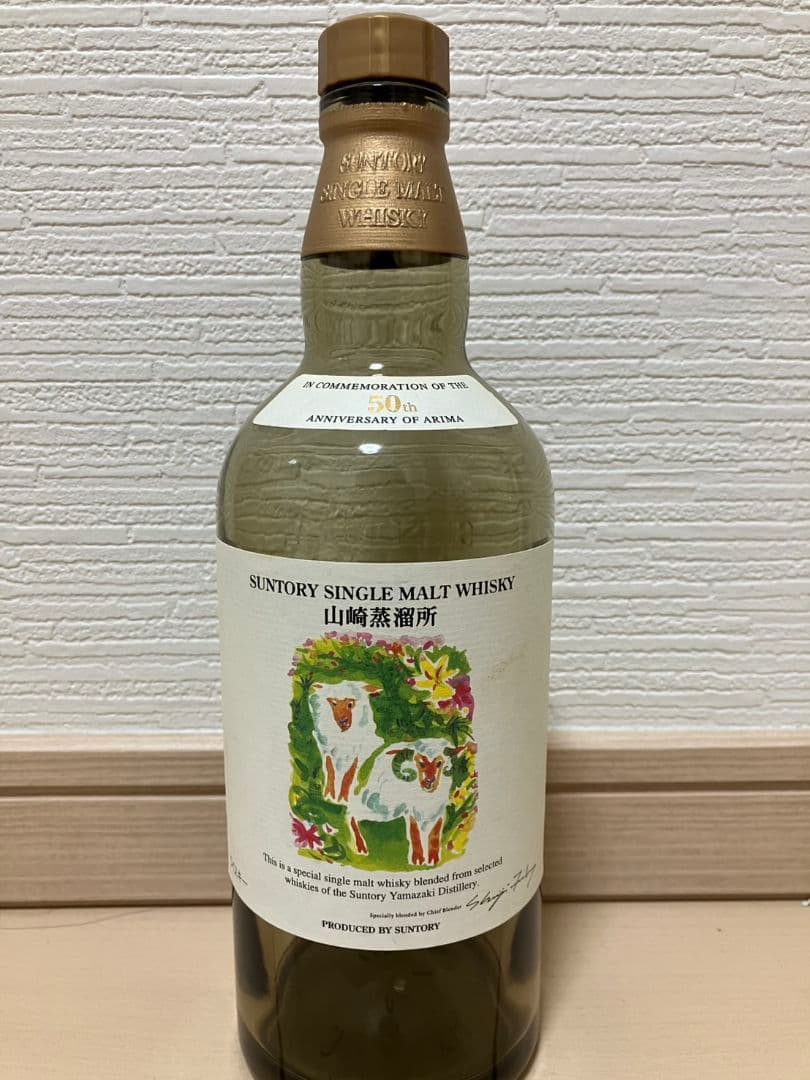 SUNTORY
SINGLE MALT
WHISKY
IN COMMEMORATION OF THE
50th
ANNIVERSARY OF ARIMA
SUNTORY SINGLE MALT WHISKY
山崎蒸溜所
This is a special single malt whisky blended from selected
whiskies of the Suntory Yamazaki Distillery.
Specially blended by Chief Blender
PRODUCED BY SUNTORY